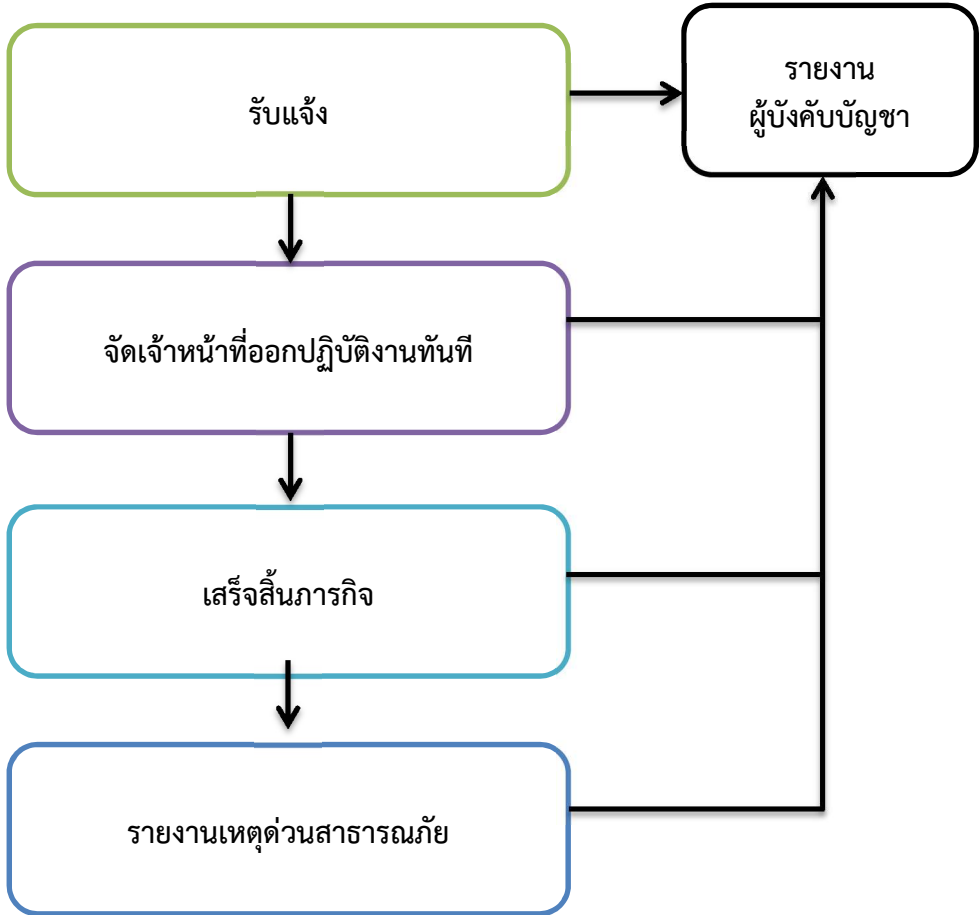 รับแจ้ง
รายงาน
ผู้บังคับบัญชา
จัดเจ้าหน้าที่ออกปฏิบัติงานทันที
เสร็จสิ้นภารกิจ
รายงานเหตุด่วนสาธารณภัย